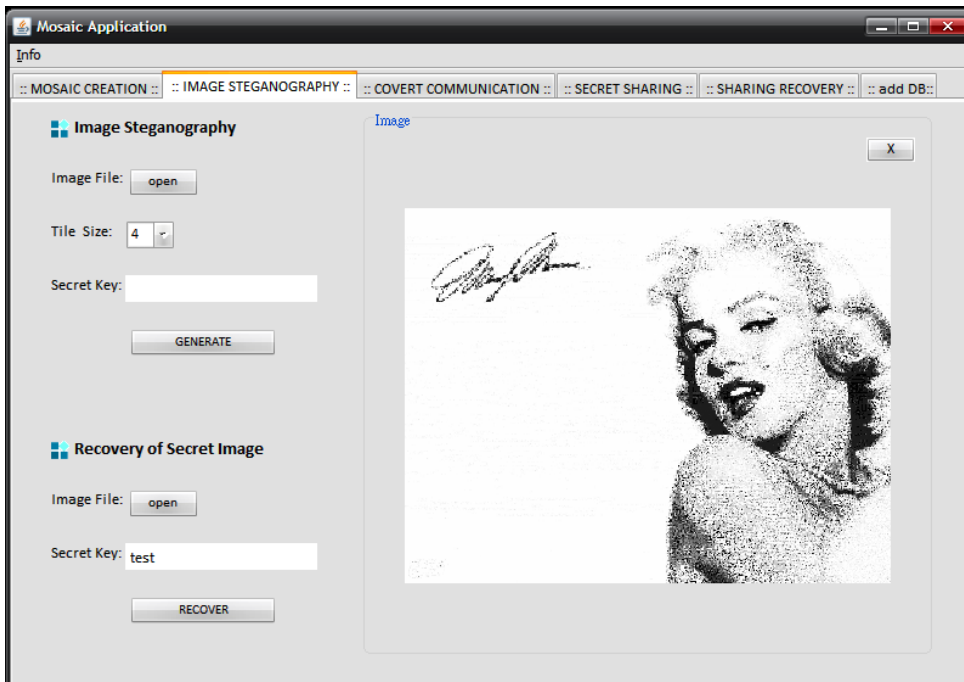 Mosaic Application
Info
:: MOSAIC CREATION :: :: IMAGE STEGANOGRAPHY :: :: COVERT COMMUNICATION :: :: SECRET SHARING :: :: SHARING RECOVERY :: :: add DB::
Image Steganography
Image File: open
Tile Size: 4
Secret Key:
GENERATE
Recovery of Secret Image
Image File: open
Secret Key: test
RECOVER
Image
X